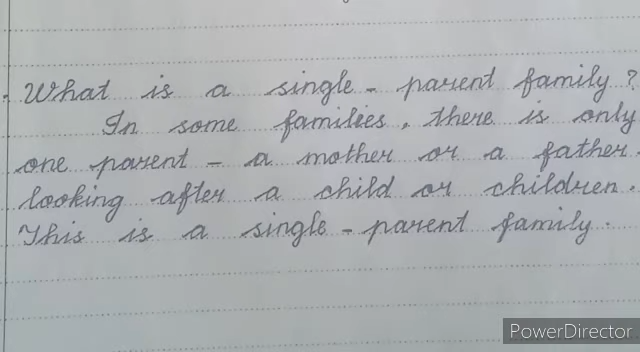 What is a single - parent family?
In some families, there is only
one parent - a mother or a father -
looking after a child or children.
This is a single - parent family.
PowerDirector